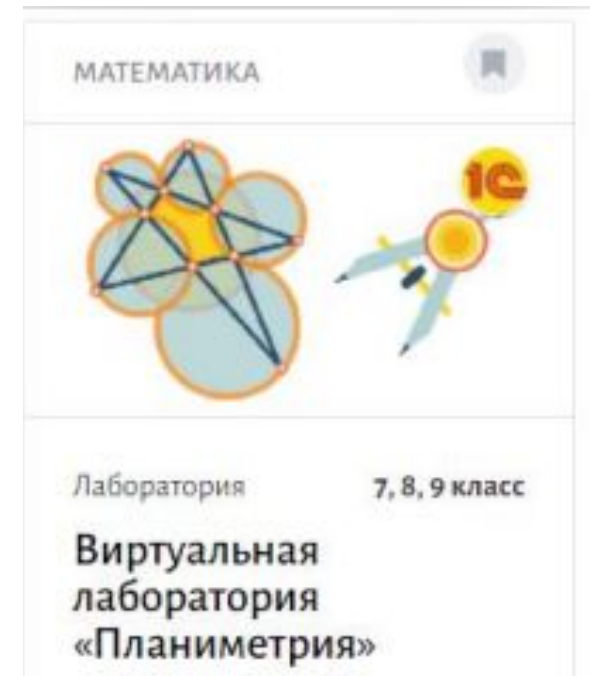 МАТЕМАТИКА
1С
Лаборатория 7, 8, 9 класс
Виртуальная
лаборатория
«Планиметрия»